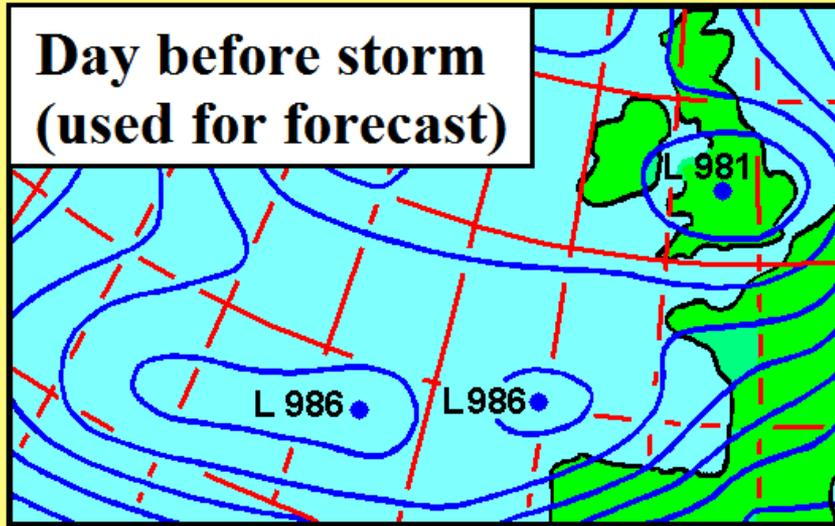 Day before storm
(used for forecast)
L 981
L 986
L986